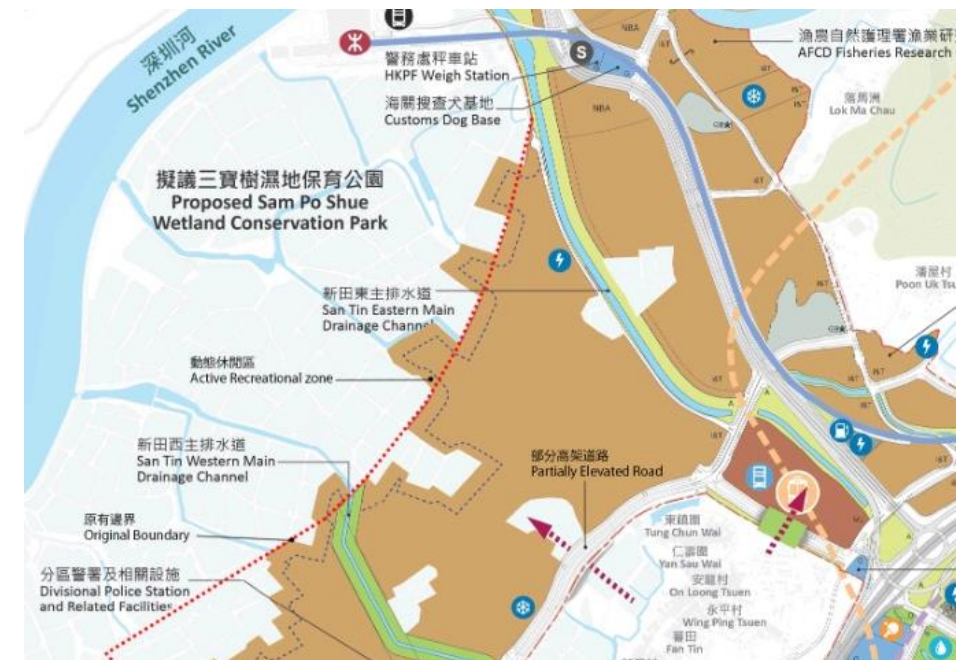 深圳河
Shenzhen River
警務處秤車站
HKPF Weigh Station
海關搜查犬基地
Customs Dog Base
S
NBA
NBA
漁農自然護理署漁業研
AFCD Fisheries Research
落馬洲
Lok Ma Chau
擬議三寶樹濕地保育公園
Proposed Sam Po Shue
Wetland Conservation Park
I&T
I&T
潘屋村
Poon Uk Tsu
新田東主排水道
San Tin Eastern Main
Drainage Channel
動態休閒區
Active Recreational zone
I&T
I&T
A
A
新田西主排水道
San Tin Western Main
Drainage Channel
部分高架道路
Partially Elevated Road
I&T
原有邊界
Original Boundary
東鎮圍
Tung Chun Wai
仁壽圍
Yan Sau Wai
安龍村
On Loong Tsuen
永平村
Wing Ping Tsuen
蕃田
Fan Tin
分區警署及相關設施
Divisional Police Station
and Related Facilities